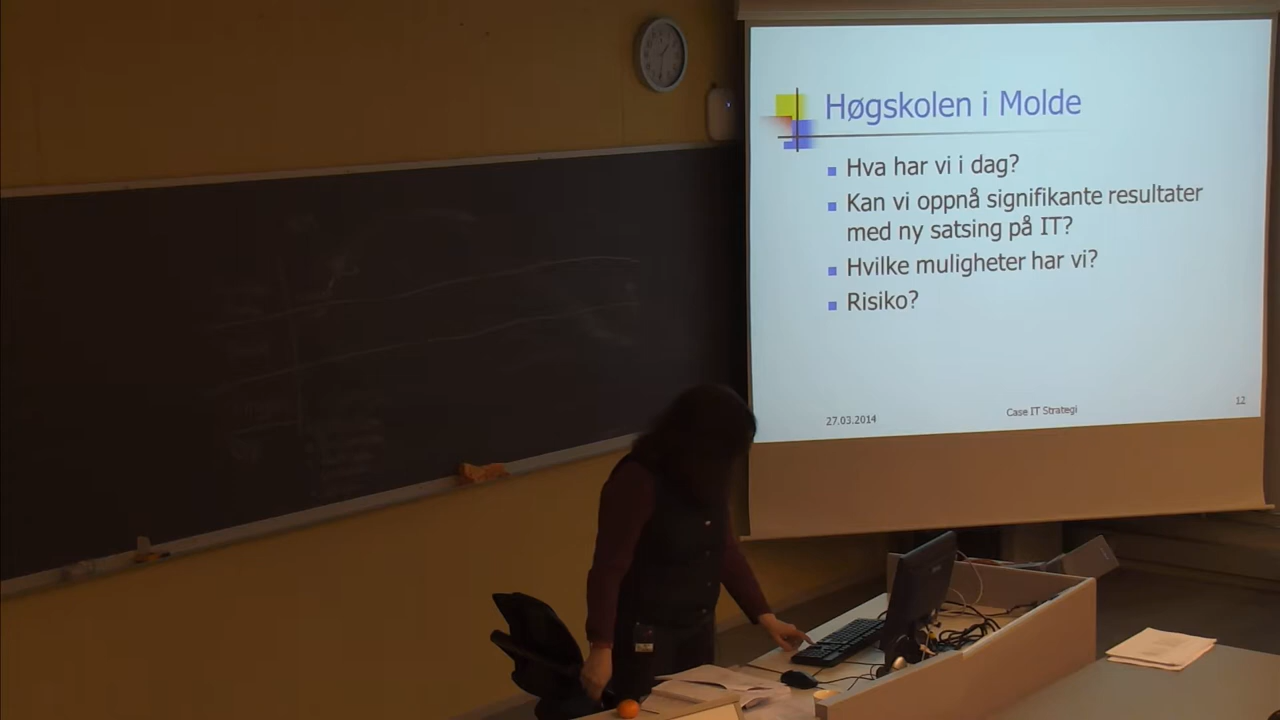 Høgskolen i Molde
Hva har vi i dag?
Kan vi oppnå signifikante resultater
med ny satsing på IT?
Hvilke muligheter har vi?
Risiko?
27.03.2014
Case IT Strategi
12